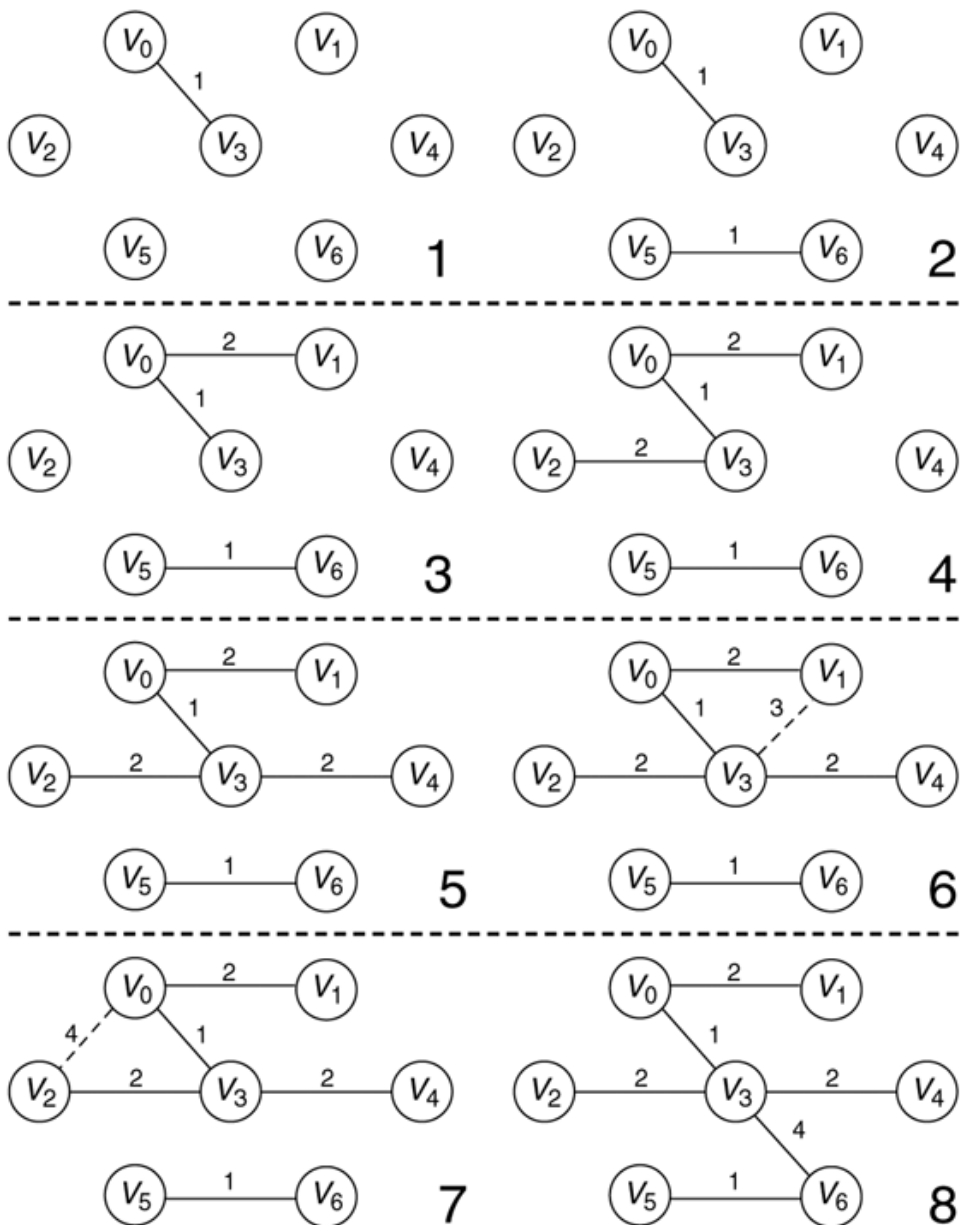 V₀ V₁ V₀ V₁
1 1
V₂ V₃ V₄ V₂ V₃ V₄
1
V₅ V₆ 1 V₅ V₆ 2
2 2
V₀ V₁ V₀ V₁
1 1
2
V₂ V₃ V₄ V₂ V₃ V₄
1 1
V₅ V₆ 3 V₅ V₆ 4
2 2
V₀ V₁ V₀ V₁
1 1 3
2 2 2 2
V₂ V₃ V₄ V₂ V₃ V₄
1 1
V₅ V₆ 5 V₅ V₆ 6
2 2
V₀ V₁ V₀ V₁
4 1 1
2 2 2 2
V₂ V₃ V₄ V₂ V₃ V₄
4
1 1
V₅ V₆ 7 V₅ V₆ 8